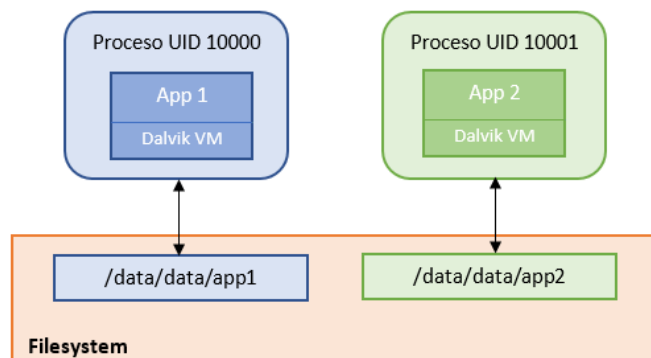 Proceso UID 10000
App 1
Dalvik VM
Proceso UID 10001
App 2
Dalvik VM
/data/data/app1
/data/data/app2
Filesystem